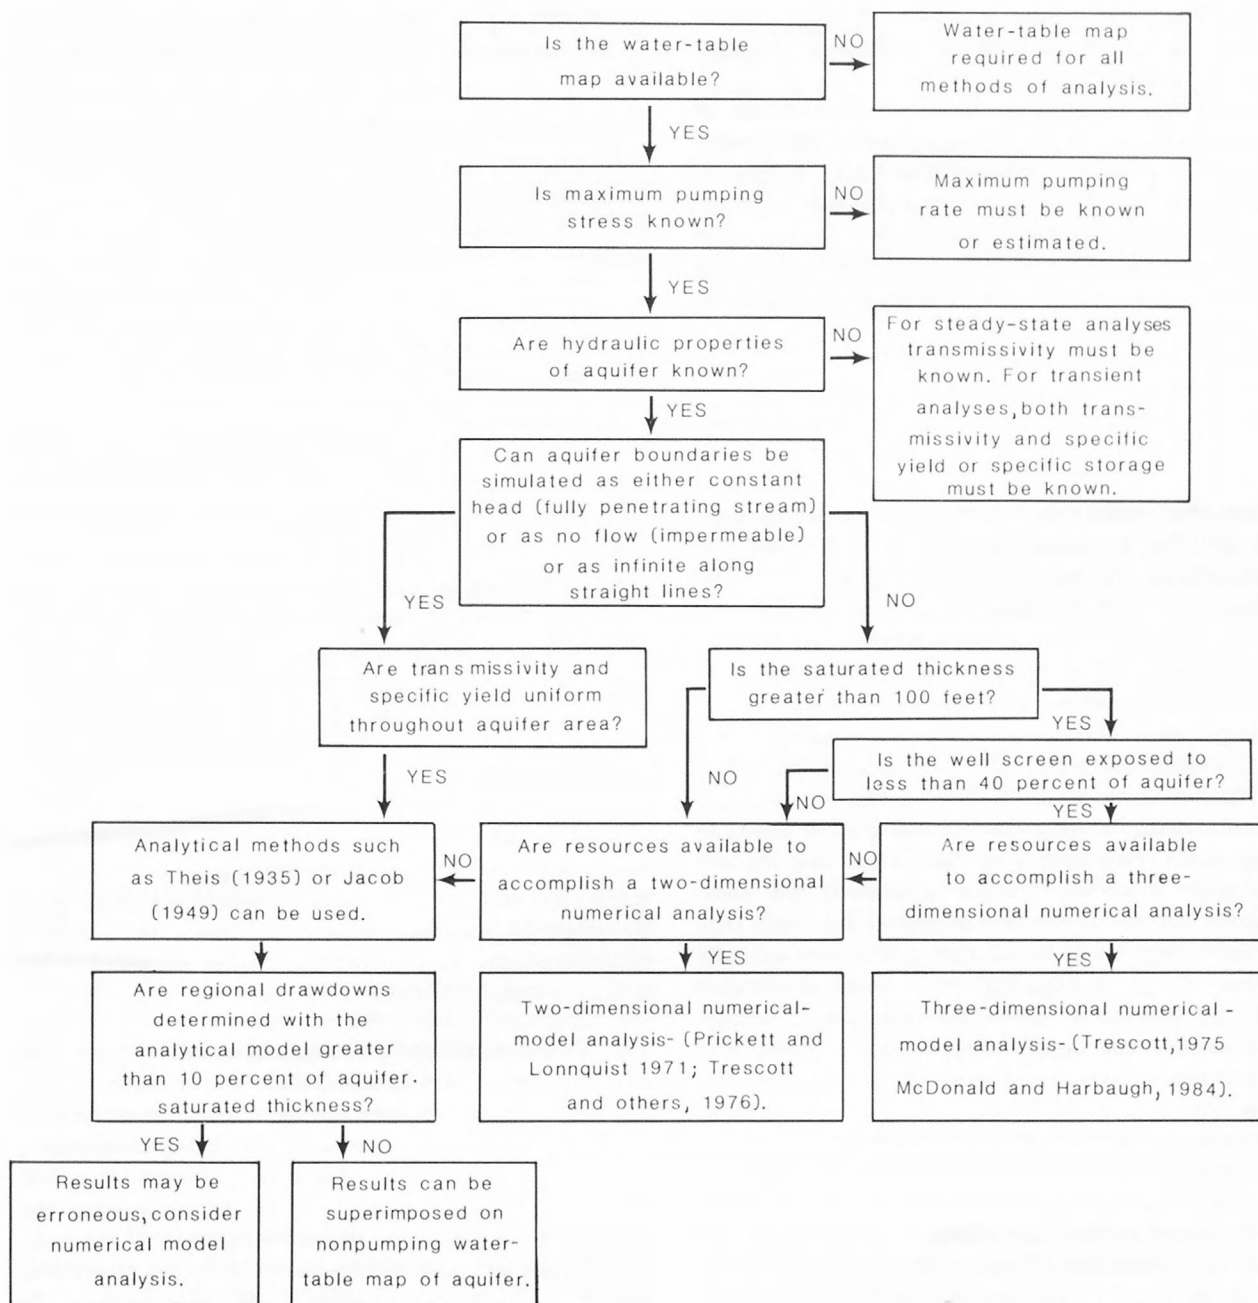 Is the water-table
map available?
NO
Water-table map
required for all
methods of analysis.
YES
Is maximum pumping
stress known?
NO
Maximum pumping
rate must be known
or estimated.
YES
Are hydraulic properties
of aquifer known?
NO
For steady-state analyses
transmissivity must be
known. For transient
analyses, both trans-
missivity and specific
yield or specific storage
must be known.
YES
Can aquifer boundaries be
simulated as either constant
head (fully penetrating stream)
or as no flow (impermeable)
or as infinite along
straight lines?
YES
NO
Are transmissivity and
specific yield uniform
throughout aquifer area?
Is the saturated thickness
greater than 100 feet?
YES
NO
YES
Is the well screen exposed to
less than 40 percent of aquifer?
NO
YES
Analytical methods such
as Theis (1935) or Jacob
(1949) can be used.
NO
Are resources available to
accomplish a two-dimensional
numerical analysis?
NO
Are resources available
to accomplish a three-
dimensional numerical analysis?
YES
YES
Are regional drawdowns
determined with the
analytical model greater
than 10 percent of aquifer.
saturated thickness?
Two-dimensional numerical-
model analysis- (Prickett and
Lonnquist 1971; Trescott
and others, 1976).
Three-dimensional numerical -
model analysis- (Trescott,1975
McDonald and Harbaugh, 1984).
YES
NO
Results may be
erroneous, consider
numerical model
analysis.
Results can be
superimposed on
nonpumping water-
table map of aquifer.